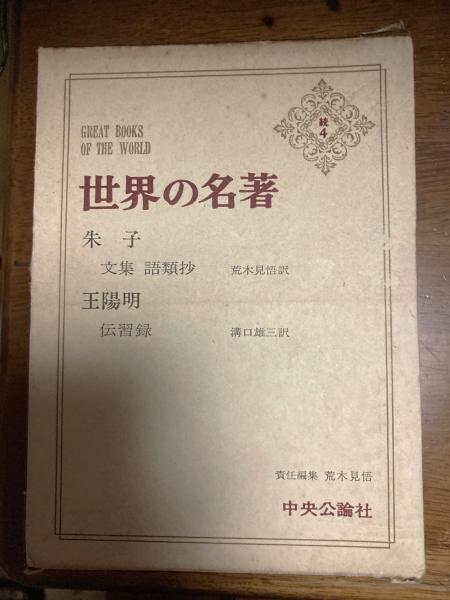 GREAT BOOKS
OF THE WORLD
続
4
世界の名著
朱子
文集 語類抄 荒木見悟訳
王陽明
伝習録 溝口雄三訳
責任編集 荒木見悟
中央公論社